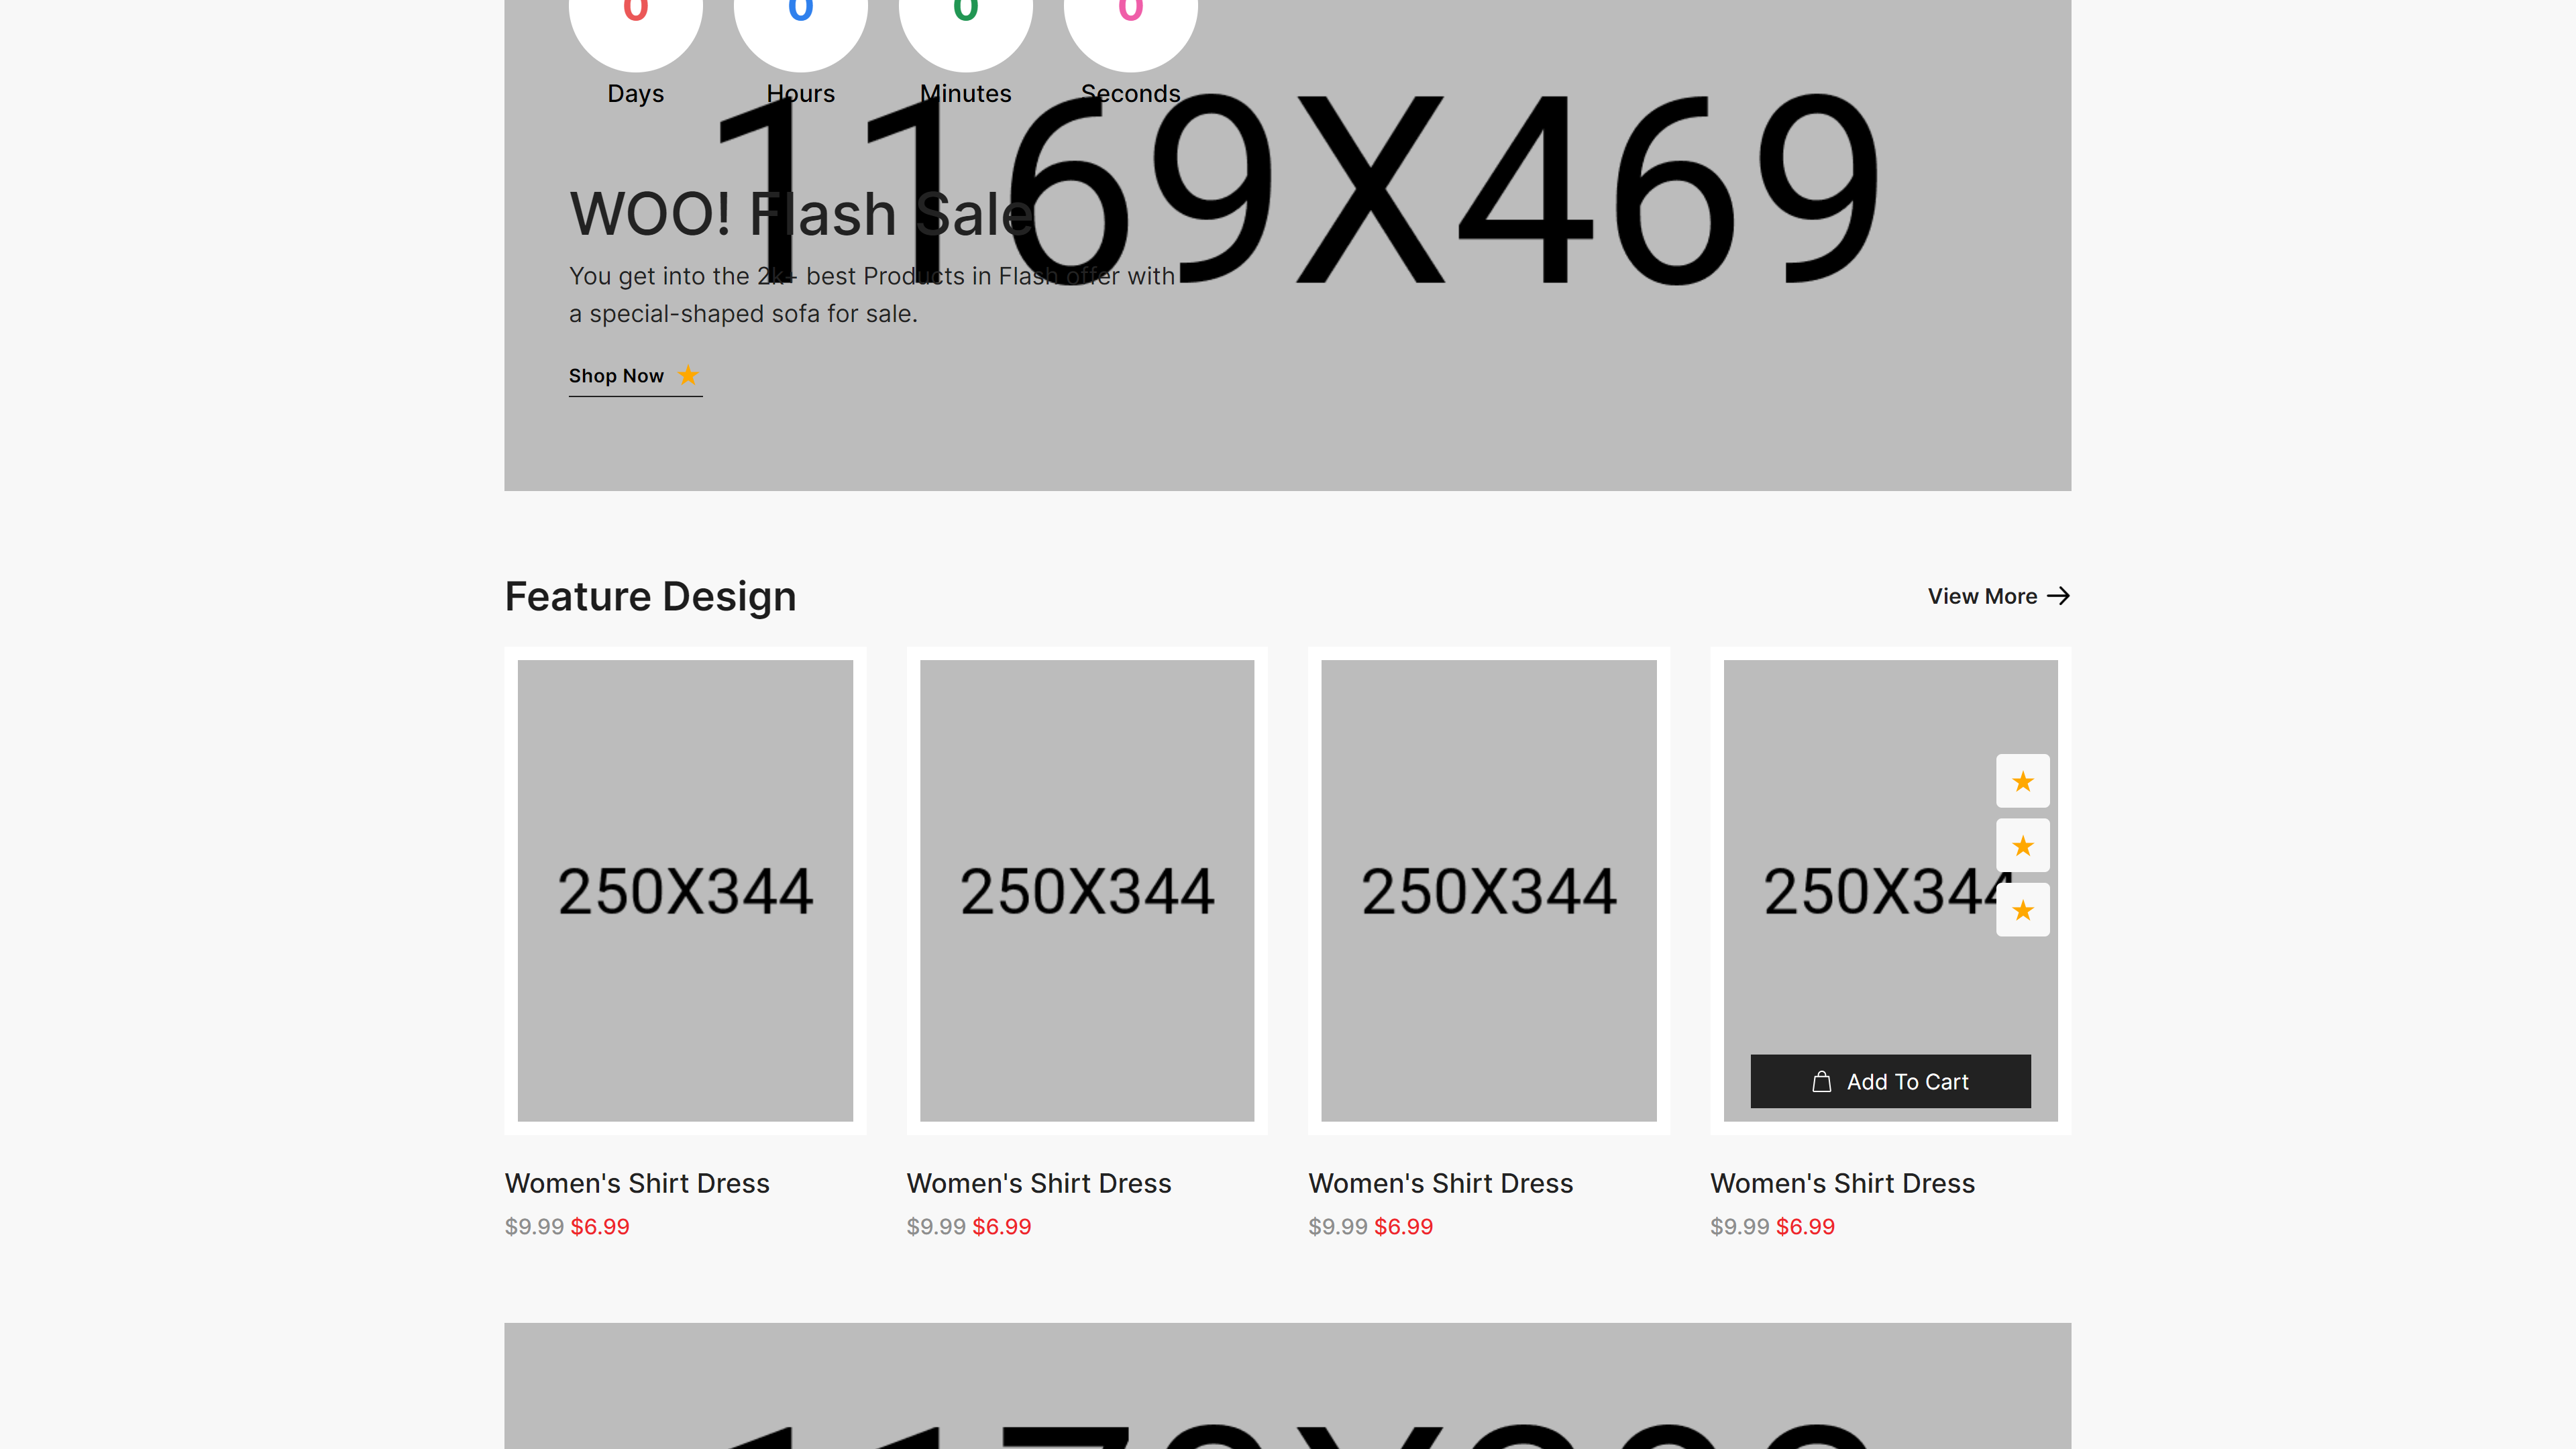 0 0 0 0
Days Hours Minutes Seconds
1169X469
WOO! Flash Sale
You get into the 2k+ best Products in Flash offer with
a special-shaped sofa for sale.
Shop Now
Feature Design
View More
250X344 250X344 250X344 250X344
Add To Cart
Women's Shirt Dress Women's Shirt Dress Women's Shirt Dress Women's Shirt Dress
$9.99 $6.99 $9.99 $6.99 $9.99 $6.99 $9.99 $6.99